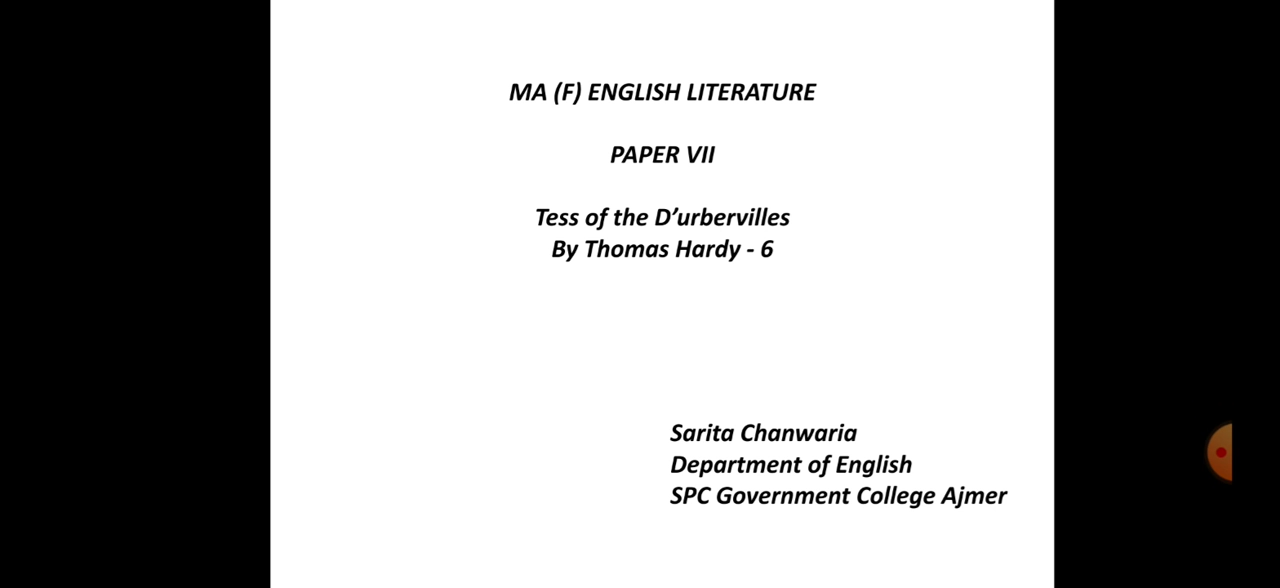 MA (F) ENGLISH LITERATURE
PAPER VII
Tess of the D’urbervilles
By Thomas Hardy - 6
Sarita Chanwaria
Department of English
SPC Government College Ajmer